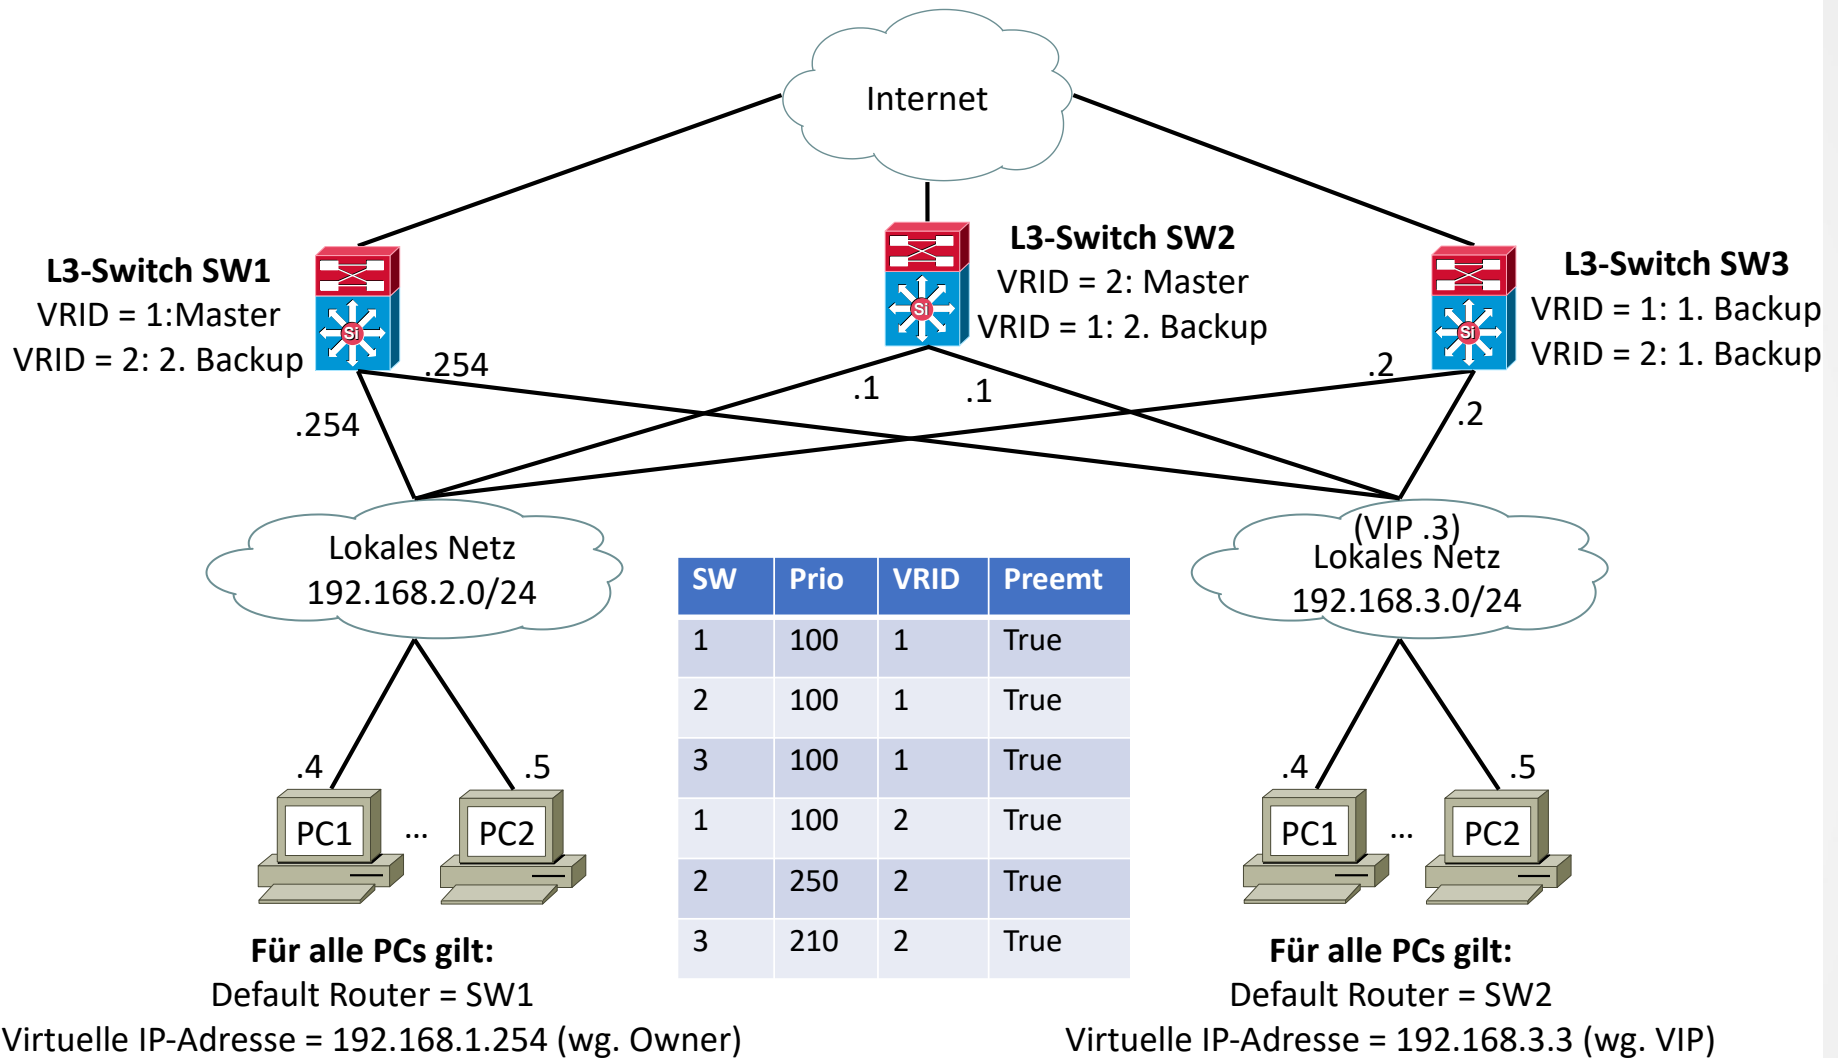 Internet
L3-Switch SW1
VRID = 1:Master
VRID = 2: 2. Backup
L3-Switch SW2
VRID = 2: Master
VRID = 1: 2. Backup
L3-Switch SW3
VRID = 1: 1. Backup
VRID = 2: 1. Backup
Si
Si
Si
.254
.254
.1
.1
.2
.2
Lokales Netz
192.168.2.0/24
(VIP .3)
Lokales Netz
192.168.3.0/24
SW Prio VRID Preemt
1 100 1 True
2 100 1 True
3 100 1 True
1 100 2 True
2 250 2 True
3 210 2 True
.4
.5
PC1 ... PC2
.4
.5
PC1 ... PC2
Für alle PCs gilt:
Default Router = SW1
Virtuelle IP-Adresse = 192.168.1.254 (wg. Owner)
Für alle PCs gilt:
Default Router = SW2
Virtuelle IP-Adresse = 192.168.3.3 (wg. VIP)